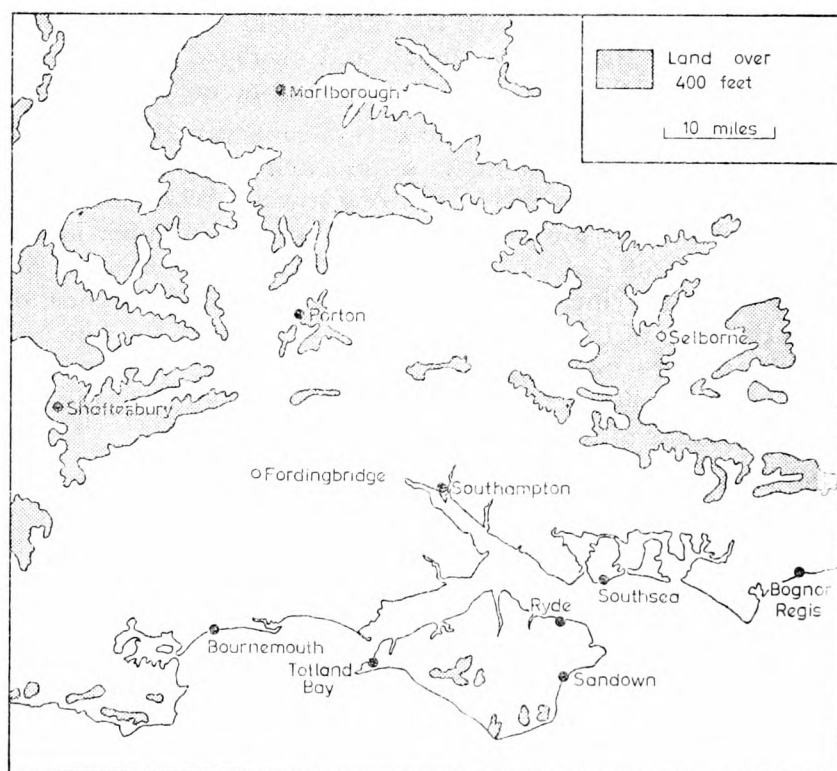 Land over
400 feet
10 miles
Marlborough
Porton
Selborne
Shaftesbury
Fordingbridge
Southampton
Southsea
Bognor
Regis
Ryde
Bournemouth
Totland
Bay
Sandown